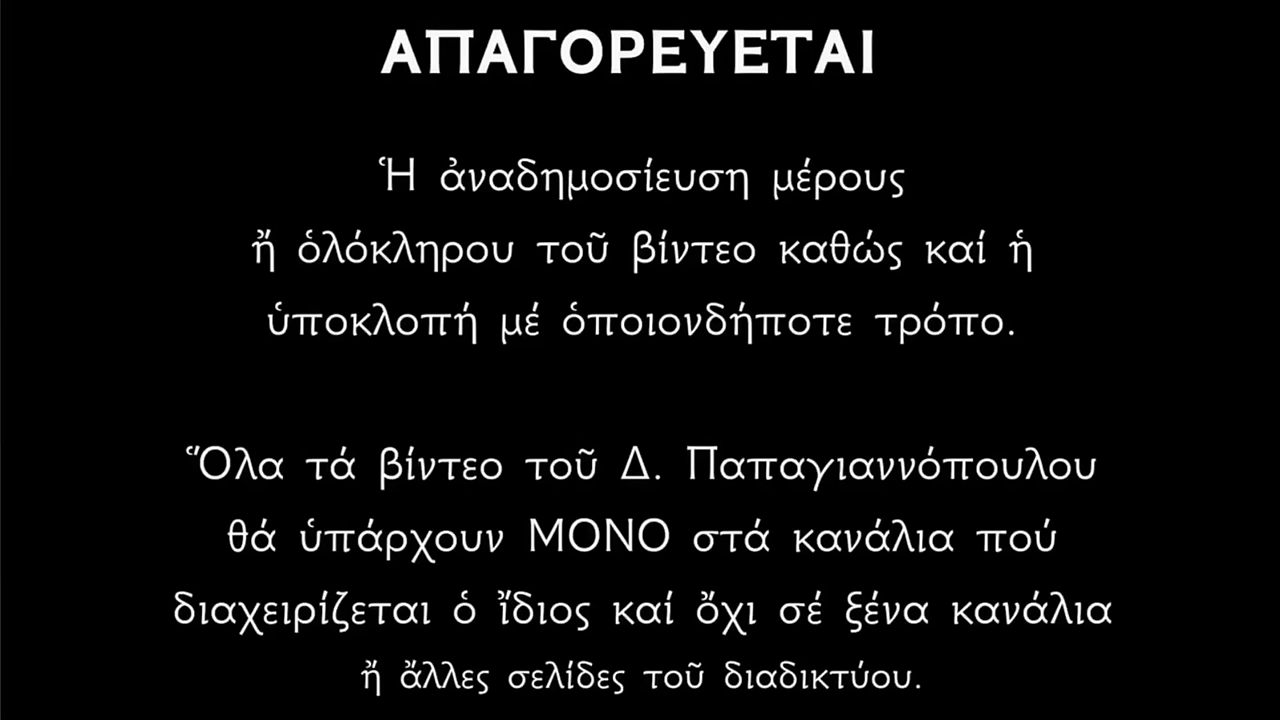 ΑΠΑΓΟΡΕΥΕΤΑΙ
Ἡ ἀναδημοσίευση μέρους
ἤ ὁλόκληρου τοῦ βίντεο καθώς καί ἡ
ὑποκλοπή μέ ὁποιονδήποτε τρόπο.
Ὅλα τά βίντεο τοῦ Δ. Παπαγιαννόπουλου
θά ὑπάρχουν ΜΟΝΟ στά κανάλια πού
διαχειρίζεται ὁ ἴδιος καί ὄχι σέ ξένα κανάλια
ἤ ἄλλες σελίδες τοῦ διαδικτύου.